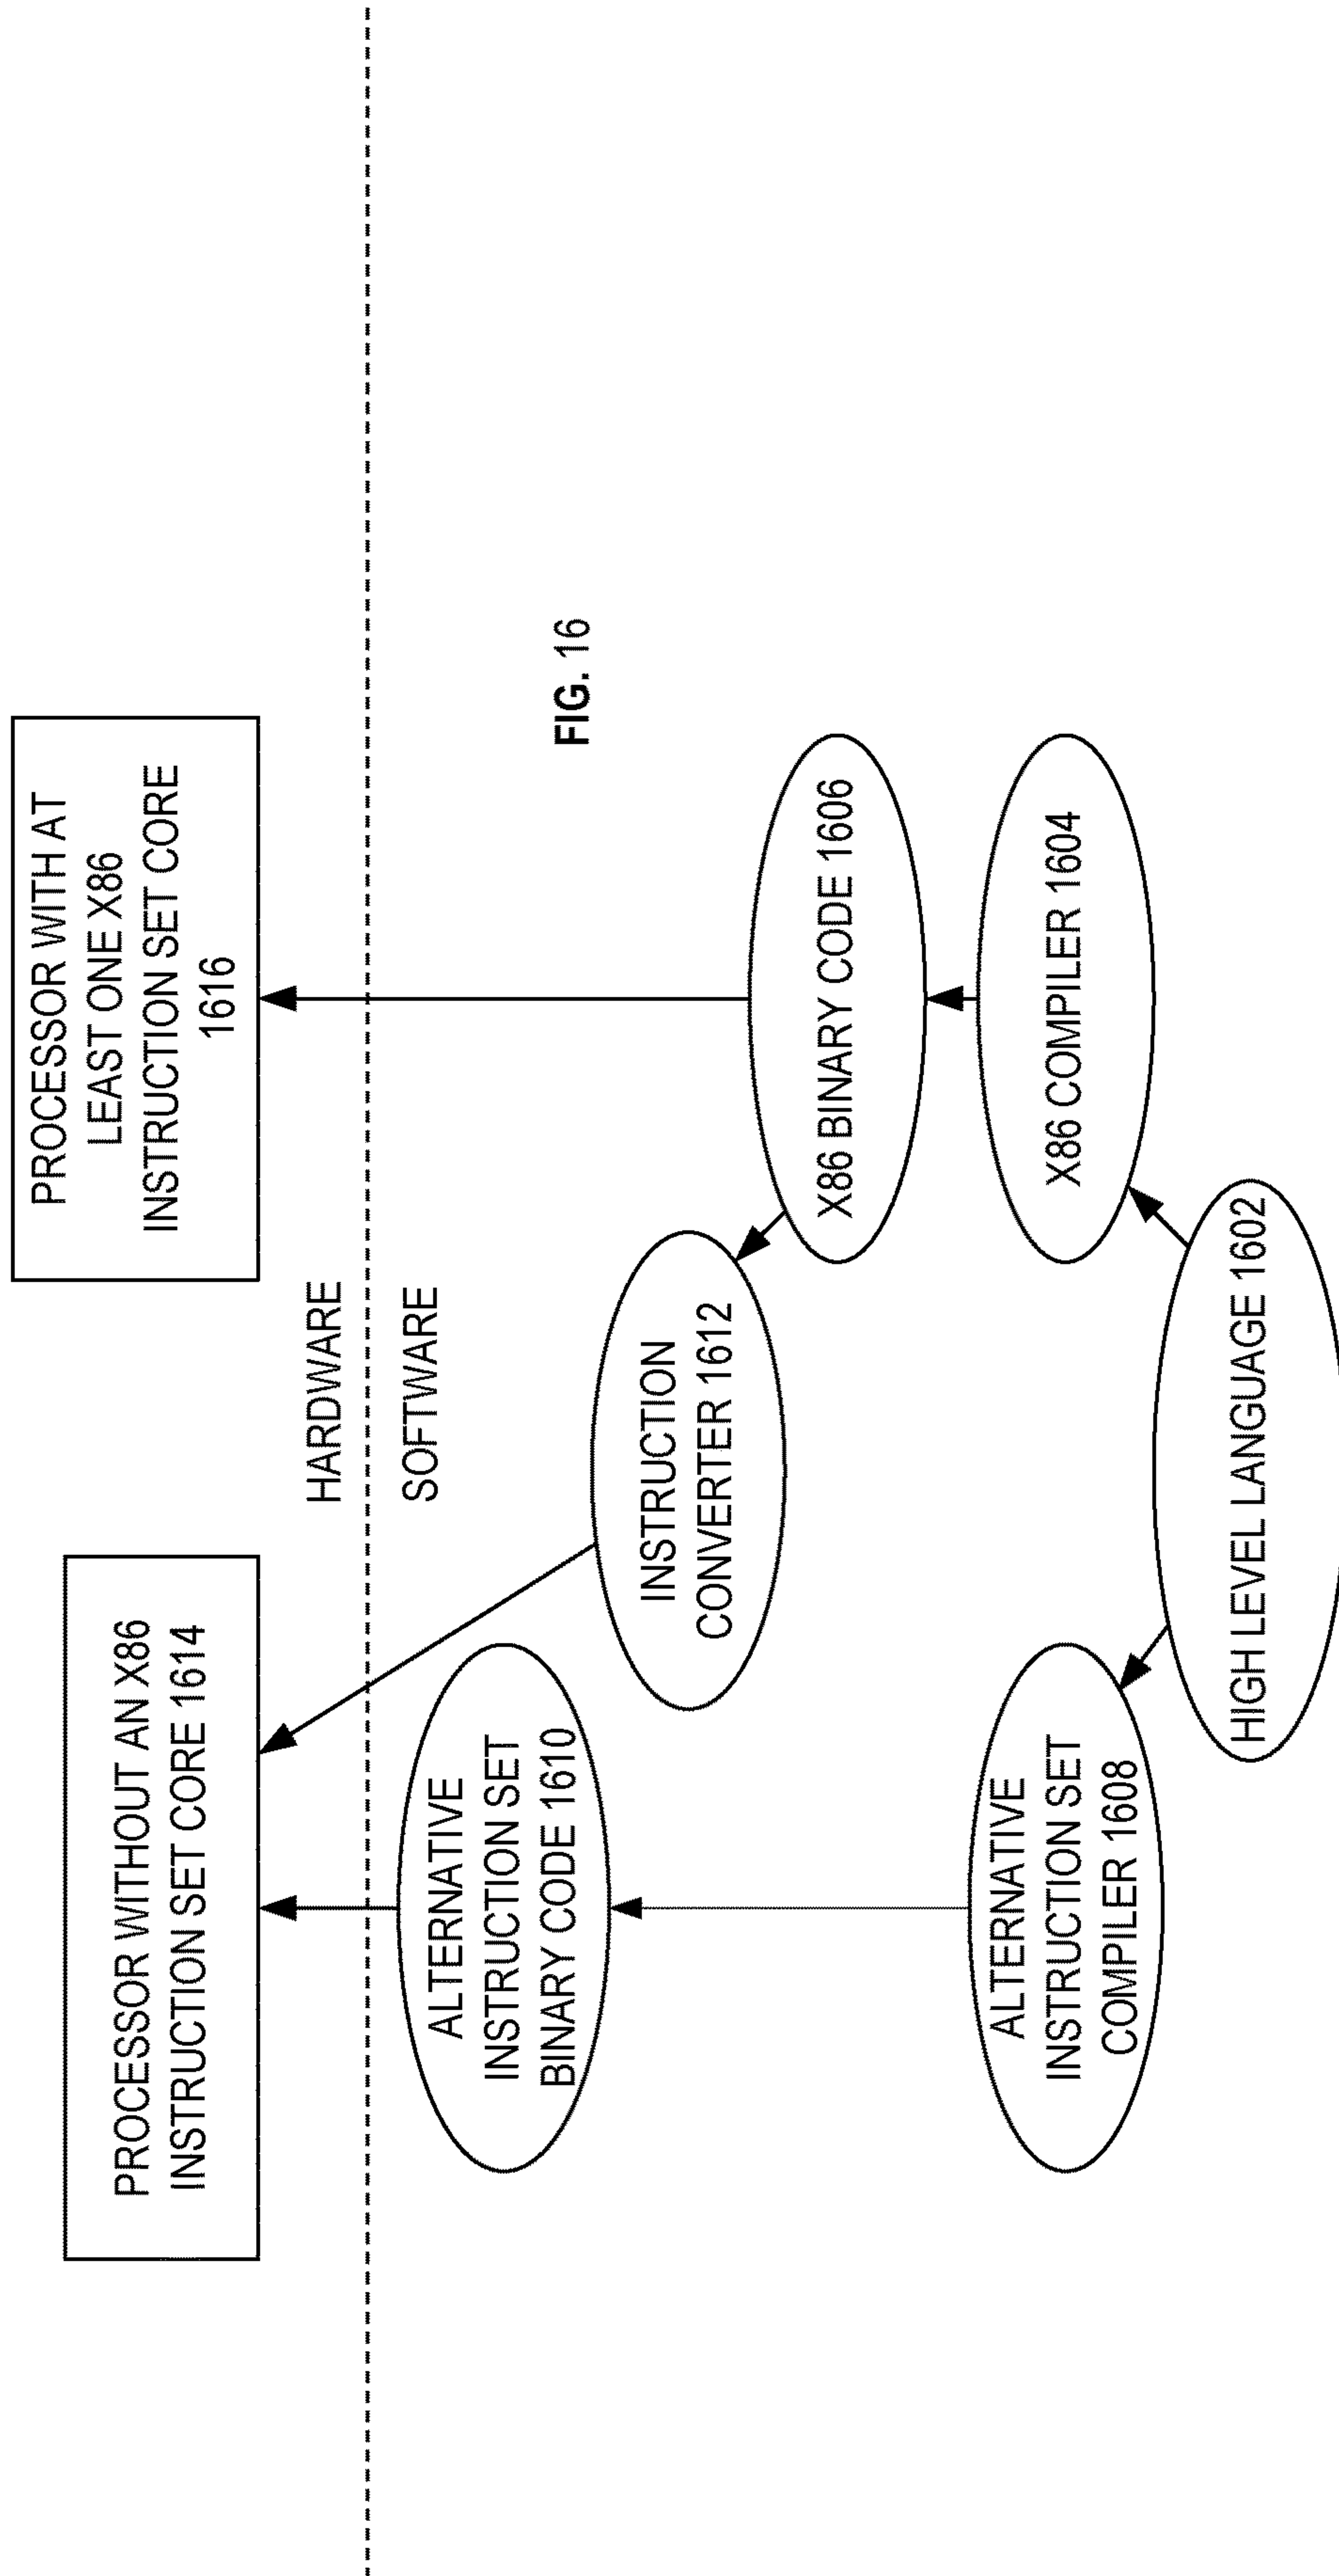 PROCESSOR WITHOUT AN X86
INSTRUCTION SET CORE 1614
PROCESSOR WITH AT
LEAST ONE X86
INSTRUCTION SET CORE
1616
HARDWARE
SOFTWARE
ALTERNATIVE
INSTRUCTION SET
BINARY CODE 1610
INSTRUCTION
CONVERTER 1612
FIG. 16
X86 BINARY CODE 1606
ALTERNATIVE
INSTRUCTION SET
COMPILER 1608
X86 COMPILER 1604
HIGH LEVEL LANGUAGE 1602